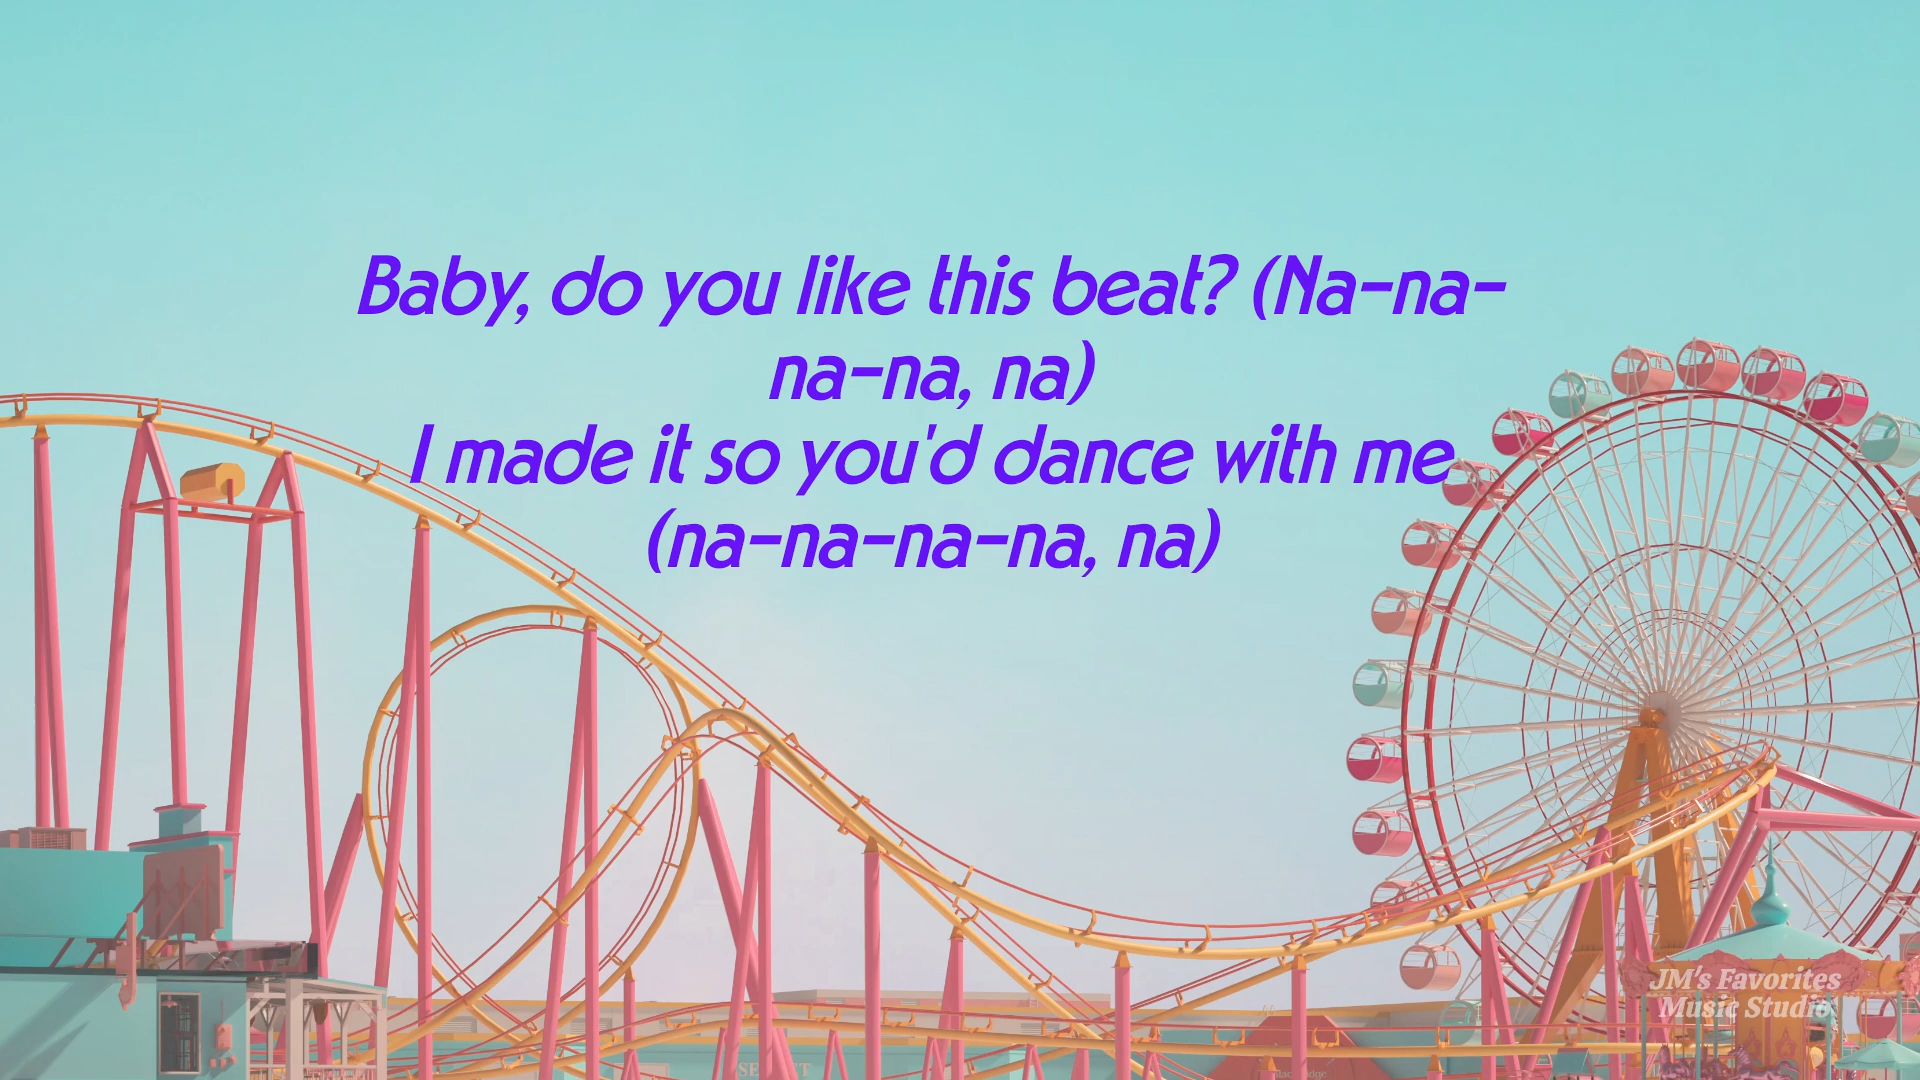 Baby, do you like this beat? (Na-na-
na-na, na)
I made it so you'd dance with me
(na-na-na-na, na)
JM's Favorites
Music Studio